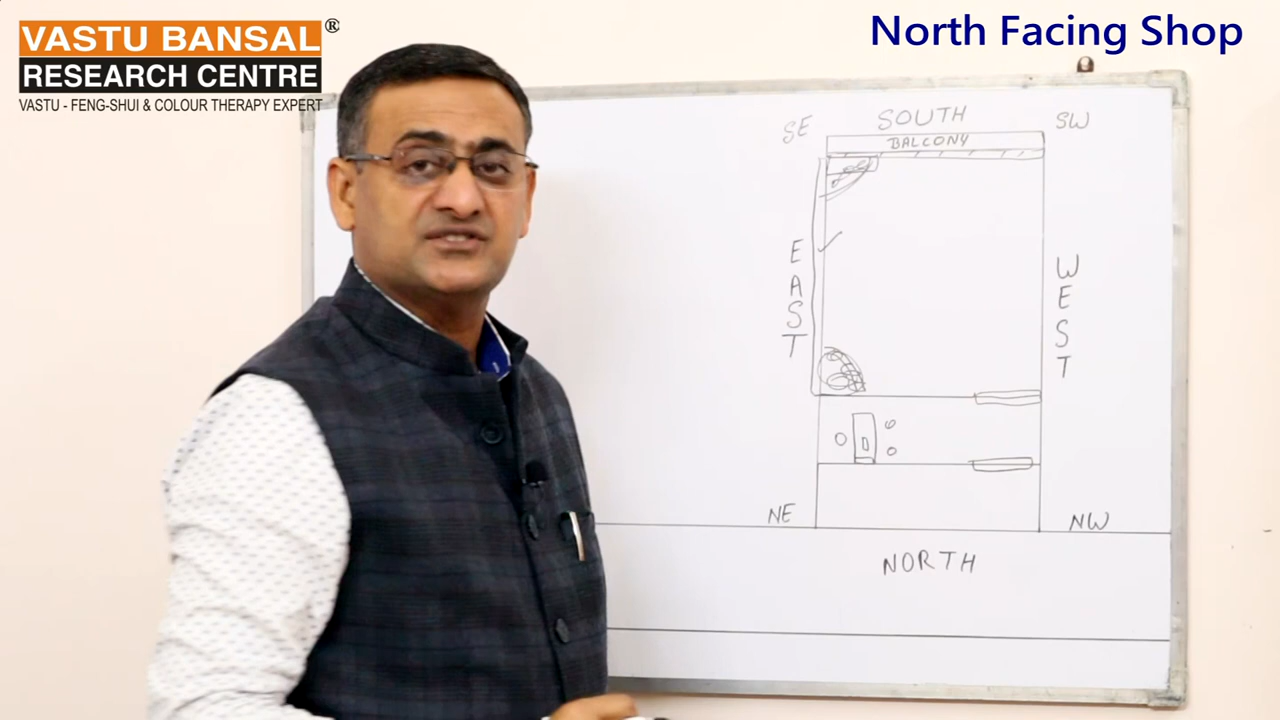 VASTU BANSAL®
RESEARCH CENTRE
VASTU - FENG-SHUI & COLOUR THERAPY EXPERT
North Facing Shop
SE
SOUTH
SW
BALCONY
EAST
WEST
NE
NW
NORTH